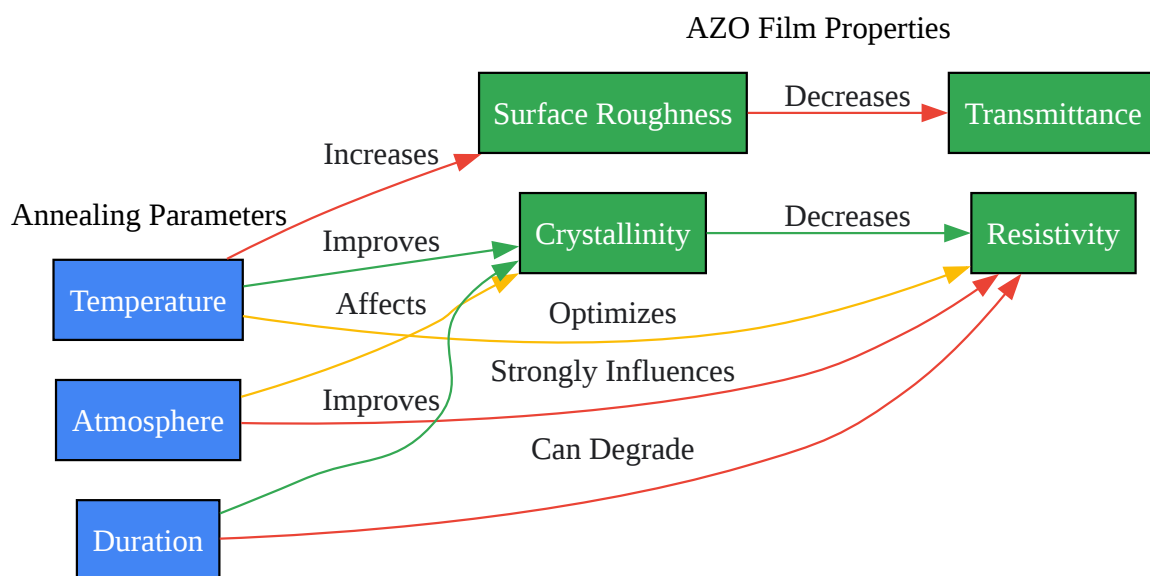 AZO Film Properties
Surface Roughness
Decreases
Transmittance
Increases
Annealing Parameters
Improves
Crystallinity
Decreases
Resistivity
Temperature
Affects
Optimizes
Strongly Influences
Atmosphere
Improves
Can Degrade
Duration